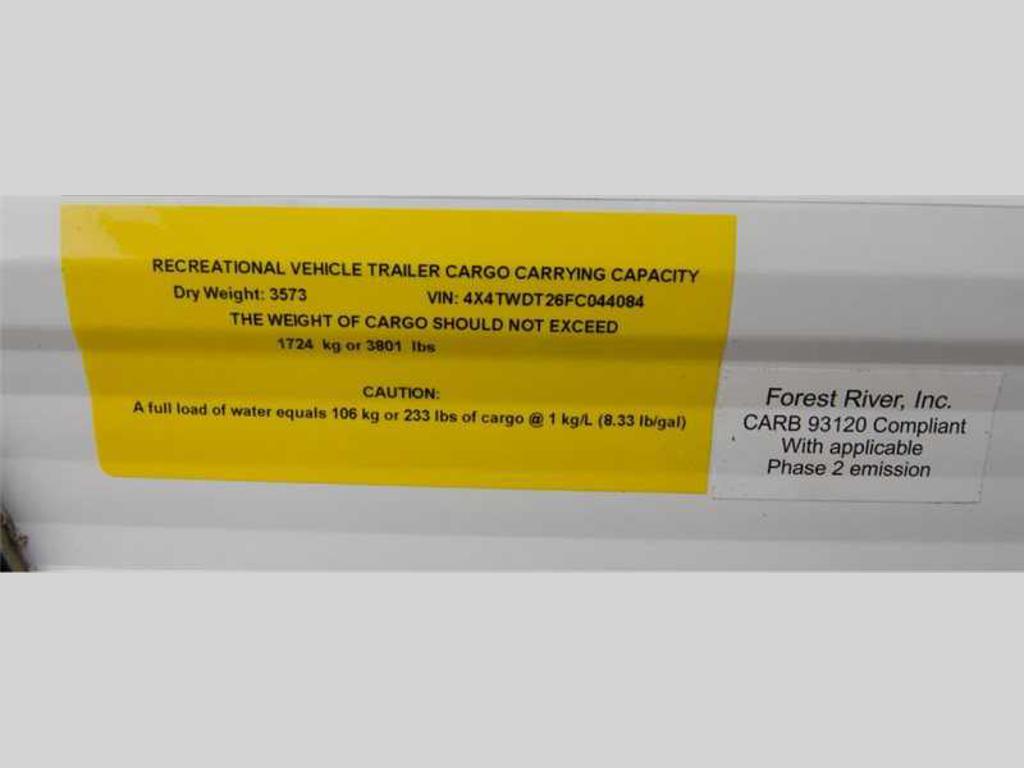 RECREATIONAL VEHICLE TRAILER CARGO CARRYING CAPACITY
Dry Weight: 3573 VIN: 4X4TWDT26FC044084
THE WEIGHT OF CARGO SHOULD NOT EXCEED
1724 kg or 3801 lbs
CAUTION:
A full load of water equals 106 kg or 233 lbs of cargo @ 1 kg/L (8.33 lb/gal)
Forest River, Inc.
CARB 93120 Compliant
With applicable
Phase 2 emission